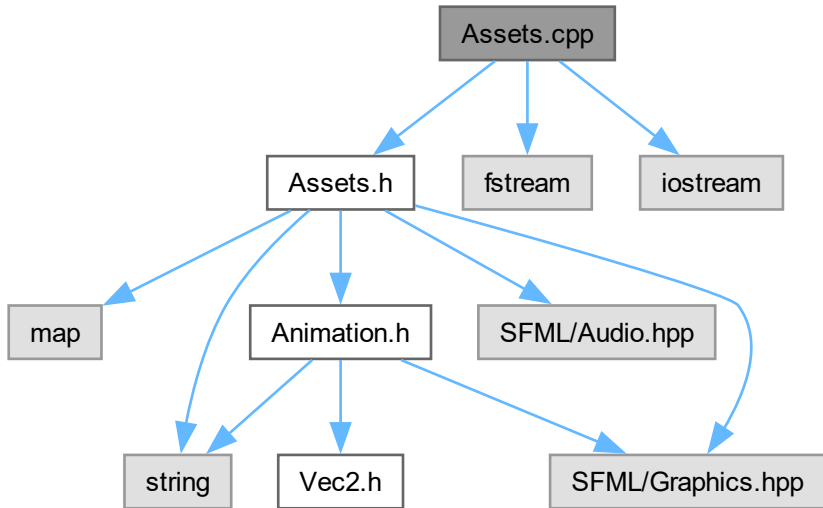 Assets.cpp
Assets.h
fstream
iostream
map
Animation.h
SFML/Audio.hpp
string
Vec2.h
SFML/Graphics.hpp